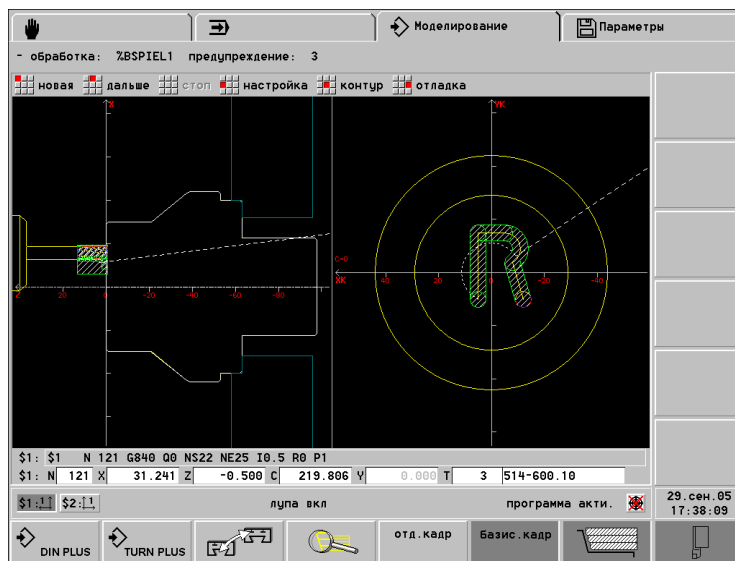 Моделирование Параметры
- обработка: %BSPIEL1 предупреждение: 3
новая дальше стоп настройка контур отладка
X YK
C=0
Z 20 0 -20 -40 -60 -80 XK 40 20 0 -20 -40
$1: $1 N 121 G840 Q0 NS22 NE25 I0.5 R0 P1
$1: N 121 X 31.241 Z -0.500 C 219.806 Y 0.000 T 3 514-600.10
$1: 1 $2: 1 лупа вкл программа акти. 29.сен.05
17:38:09
DIN PLUS TURN PLUS отд.кадр базис.кадр